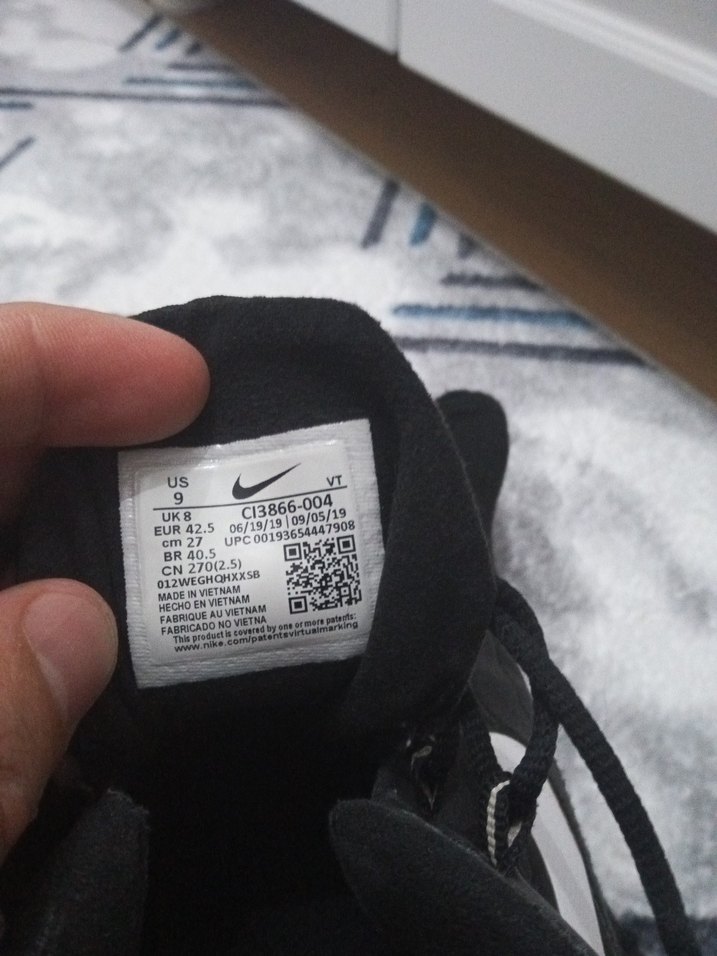 US
9
VT
UK 8
CI3866-004
EUR 42.5
06/19/19 | 09/05/19
cm 27
UPC 00193654447908
BR 40.5
CN 270(2.5)
012WEGHQHXXSB
MADE IN VIETNAM
HECHO EN VIETNAM
FABRIQUE AU VIETNAM
FABRICADO NO VIETNA
This product is covered by one or more patents:
www.nike.com/patentsvirtualmarking